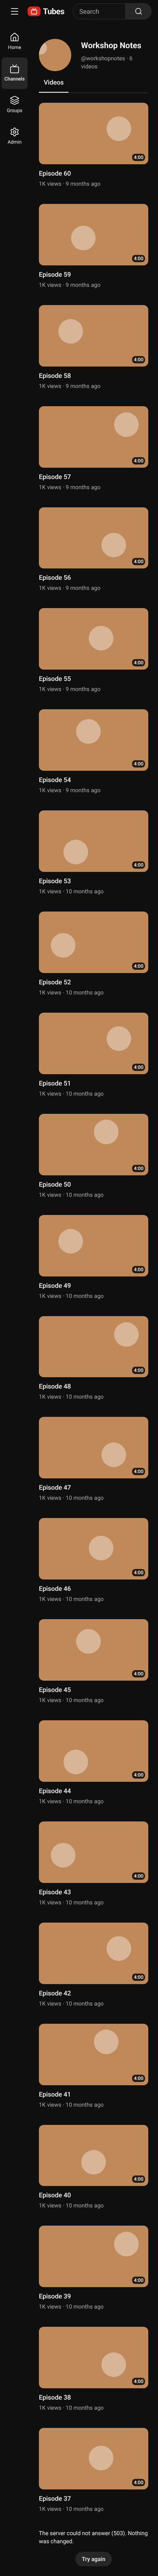 Tubes
Search
Home
Channels
Groups
Admin
Workshop Notes
@workshopnotes · 6
videos
Videos
4:00
Episode 60
1K views · 9 months ago
4:00
Episode 59
1K views · 9 months ago
4:00
Episode 58
1K views · 9 months ago
4:00
Episode 57
1K views · 9 months ago
4:00
Episode 56
1K views · 9 months ago
4:00
Episode 55
1K views · 9 months ago
4:00
Episode 54
1K views · 9 months ago
4:00
Episode 53
1K views · 10 months ago
4:00
Episode 52
1K views · 10 months ago
4:00
Episode 51
1K views · 10 months ago
4:00
Episode 50
1K views · 10 months ago
4:00
Episode 49
1K views · 10 months ago
4:00
Episode 48
1K views · 10 months ago
4:00
Episode 47
1K views · 10 months ago
4:00
Episode 46
1K views · 10 months ago
4:00
Episode 45
1K views · 10 months ago
4:00
Episode 44
1K views · 10 months ago
4:00
Episode 43
1K views · 10 months ago
4:00
Episode 42
1K views · 10 months ago
4:00
Episode 41
1K views · 10 months ago
4:00
Episode 40
1K views · 10 months ago
4:00
Episode 39
1K views · 10 months ago
4:00
Episode 38
1K views · 10 months ago
4:00
Episode 37
1K views · 10 months ago
The server could not answer (503). Nothing
was changed.
Try again